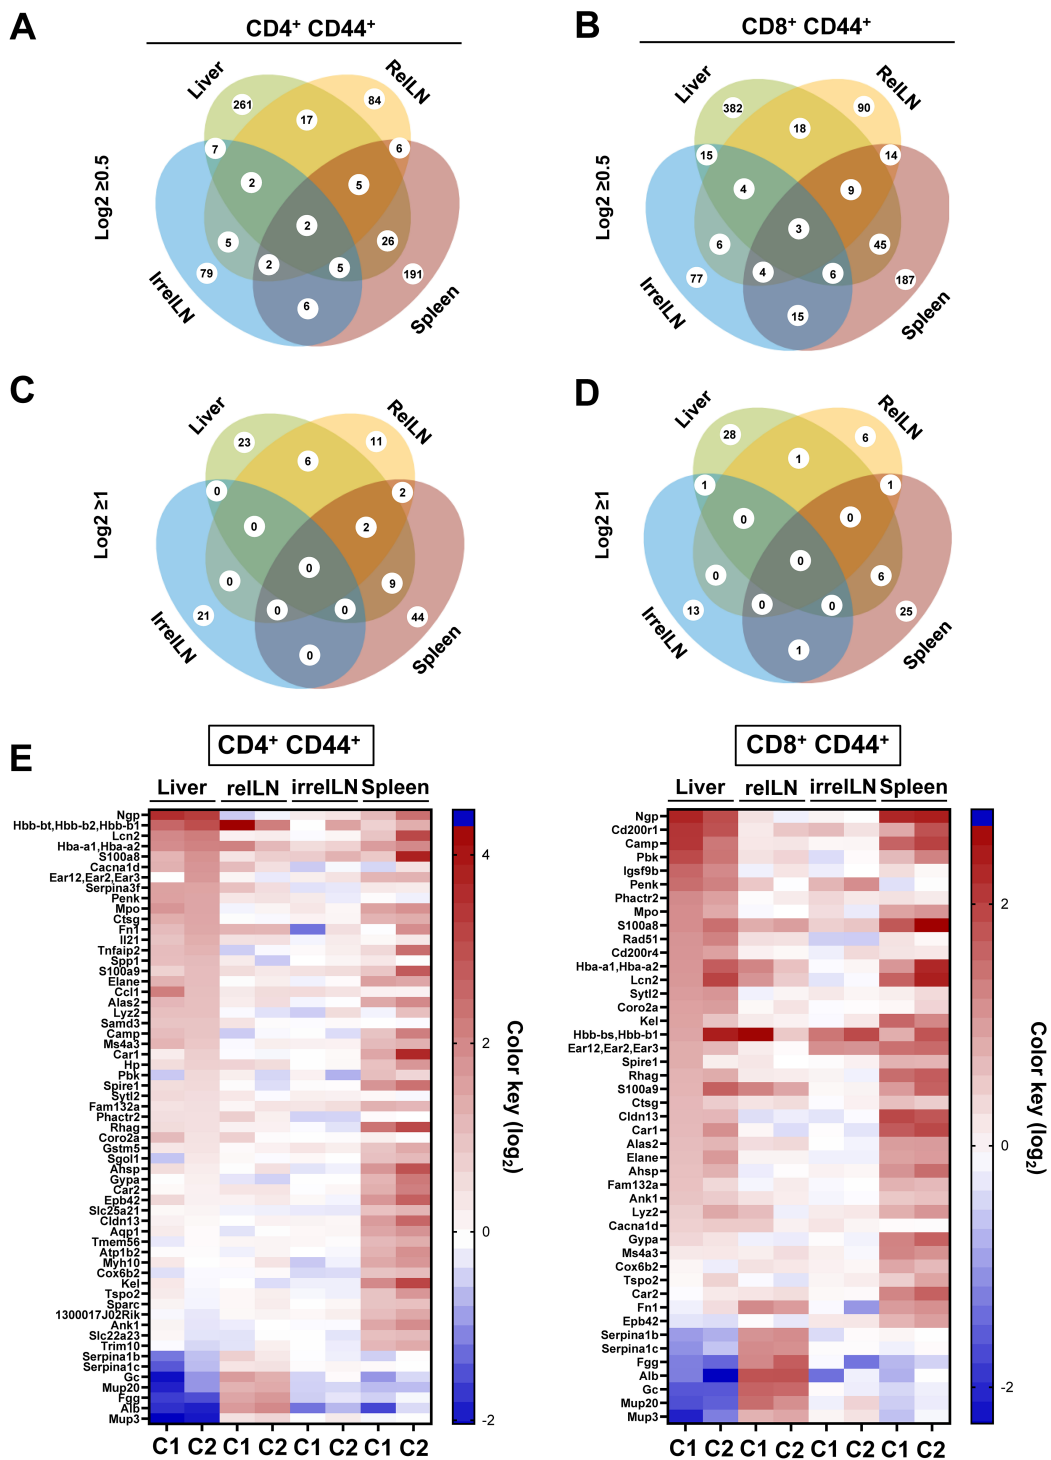 A
CD4+ CD44+
Log2 ≥0.5
Liver
RelLN
IrrelLN
Spleen
261
17
84
7
6
2
5
2
5
26
2
5
79
191
6
B
CD8+ CD44+
Log2 ≥0.5
Liver
RelLN
IrrelLN
Spleen
382
18
90
15
14
4
9
3
6
45
4
6
77
187
15
C
Log2 ≥1
Liver
RelLN
IrrelLN
Spleen
23
6
11
0
2
0
2
0
0
9
0
0
21
44
0
D
Log2 ≥1
Liver
RelLN
IrrelLN
Spleen
28
1
6
1
1
0
0
0
0
6
0
0
13
25
1
E
CD4+ CD44+
Liver relLN irrelLN Spleen
Ngp
Hbb-bt,Hbb-b2,Hbb-b1
Lcn2
Hba-a1,Hba-a2
S100a8
Cacna1d
Ear12,Ear2,Ear3
Serpina3f
Penk
Mpo
Ctsg
Fn1
Il21
Tnfaip2
Spp1
S100a9
Elane
Ccl1
Alas2
Lyz2
Samd3
Camp
Ms4a3
Car1
Hp
Pbk
Spire1
Sytl2
Fam132a
Phactr2
Rhag
Coro2a
Gstm5
Sgol1
Ahsp
Gypa
Car2
Epb42
Slc25a21
Cldn13
Aqp1
Tmem56
Atp1b2
Myh10
Cox6b2
Kel
Tspo2
Sparc
1300017J02Rik
Ank1
Slc22a23
Trim10
Serpina1b
Serpina1c
Gc
Mup20
Fgg
Alb
Mup3
C1 C2 C1 C2 C1 C2 C1 C2
4
2
0
-2
Color key (log2)
CD8+ CD44+
Liver relLN irrelLN Spleen
Ngp
Cd200r1
Camp
Pbk
Igsf9b
Penk
Phactr2
Mpo
S100a8
Rad51
Cd200r4
Hba-a1,Hba-a2
Lcn2
Sytl2
Coro2a
Kel
Hbb-bs,Hbb-b1
Ear12,Ear2,Ear3
Spire1
Rhag
S100a9
Ctsg
Cldn13
Car1
Alas2
Elane
Ahsp
Fam132a
Ank1
Lyz2
Cacna1d
Gypa
Ms4a3
Cox6b2
Tspo2
Car2
Fn1
Epb42
Serpina1b
Serpina1c
Fgg
Alb
Gc
Mup20
Mup3
C1 C2 C1 C2 C1 C2 C1 C2
2
0
-2
Color key (log2)